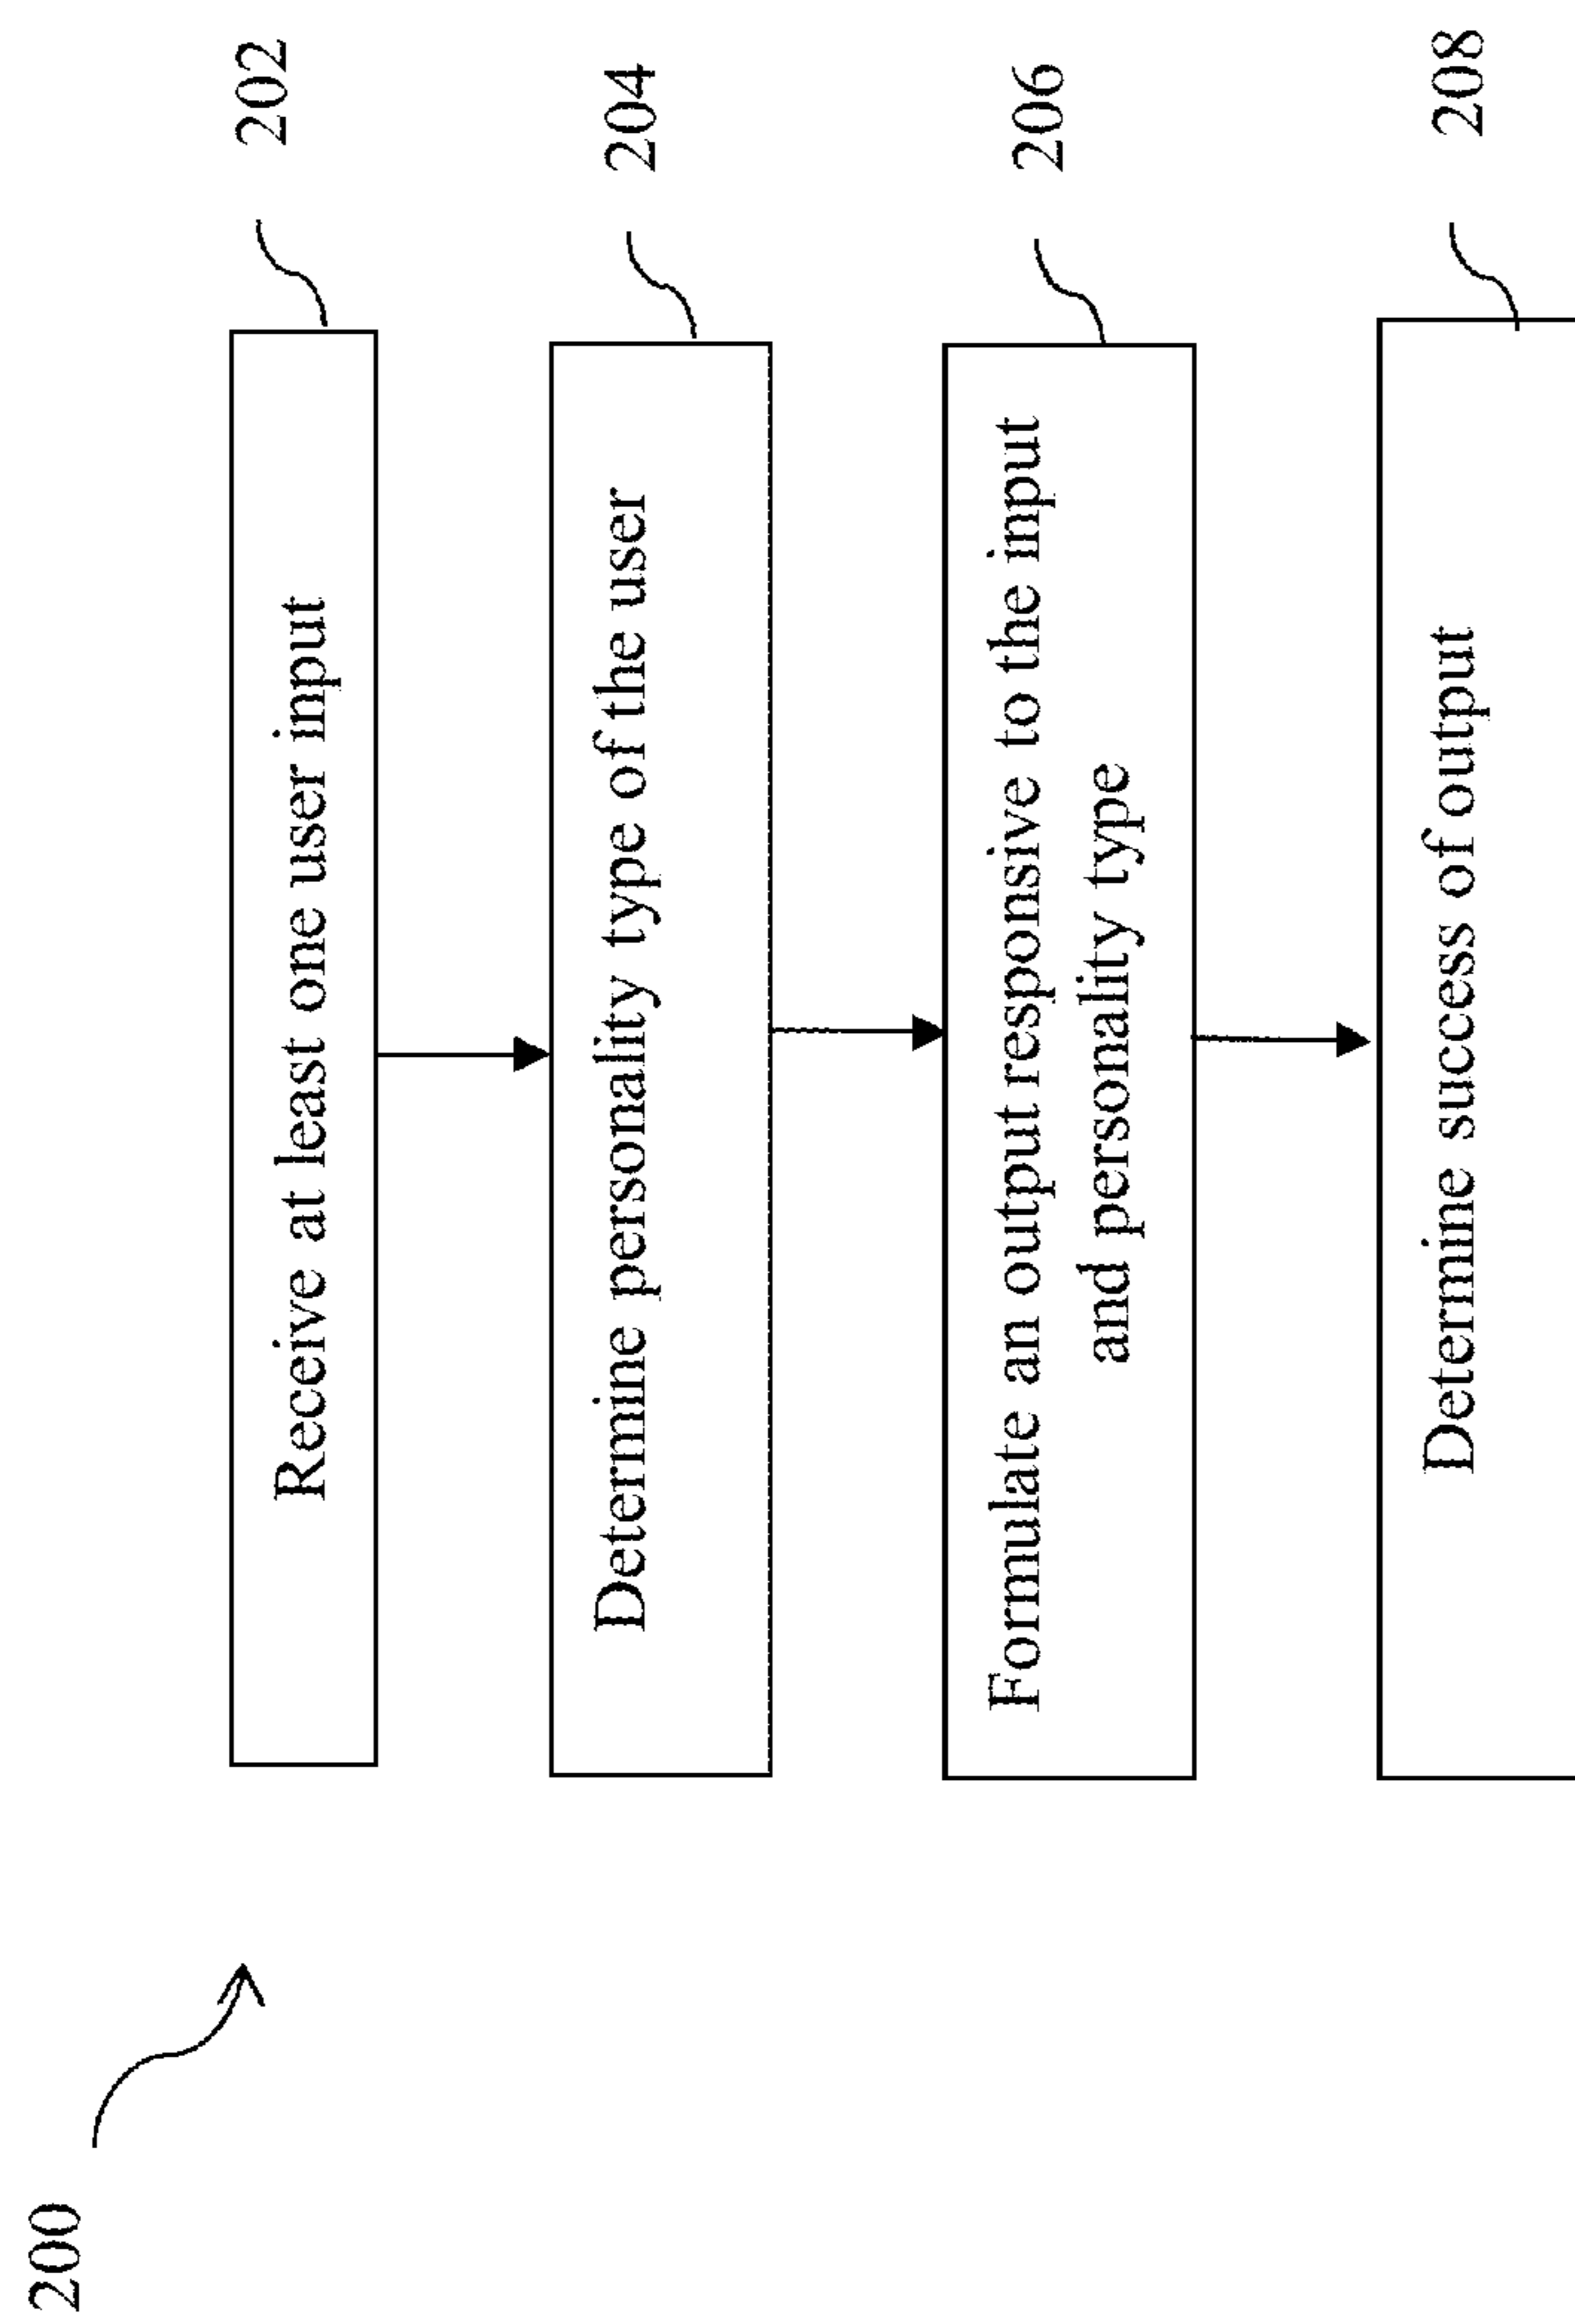 200
Receive at least one user input
202
Determine personality type of the user
204
Formulate an output responsive to the input
and personality type
206
Determine success of output
208